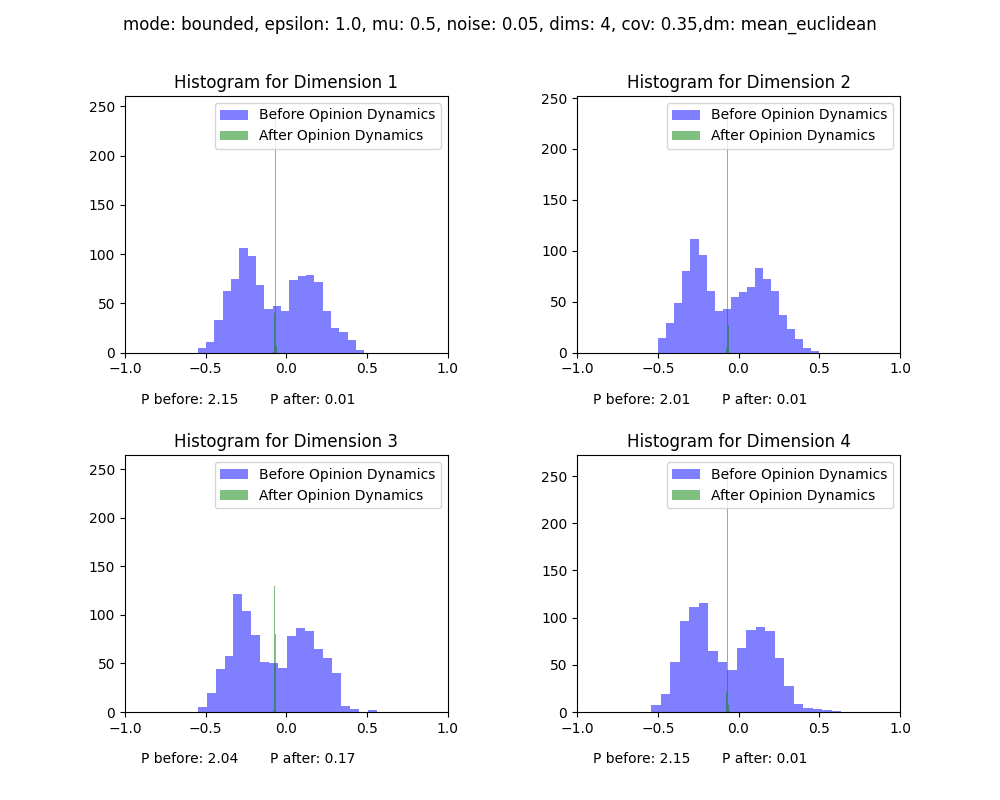 mode: bounded, epsilon: 1.0, mu: 0.5, noise: 0.05, dims: 4, cov: 0.35,dm: mean_euclidean
Histogram for Dimension 1
Before Opinion Dynamics
After Opinion Dynamics
250
200
150
100
50
0
−1.0 −0.5 0.0 0.5 1.0
P before: 2.15 P after: 0.01
Histogram for Dimension 2
Before Opinion Dynamics
After Opinion Dynamics
250
200
150
100
50
0
−1.0 −0.5 0.0 0.5 1.0
P before: 2.01 P after: 0.01
Histogram for Dimension 3
Before Opinion Dynamics
After Opinion Dynamics
250
200
150
100
50
0
−1.0 −0.5 0.0 0.5 1.0
P before: 2.04 P after: 0.17
Histogram for Dimension 4
Before Opinion Dynamics
After Opinion Dynamics
250
200
150
100
50
0
−1.0 −0.5 0.0 0.5 1.0
P before: 2.15 P after: 0.01